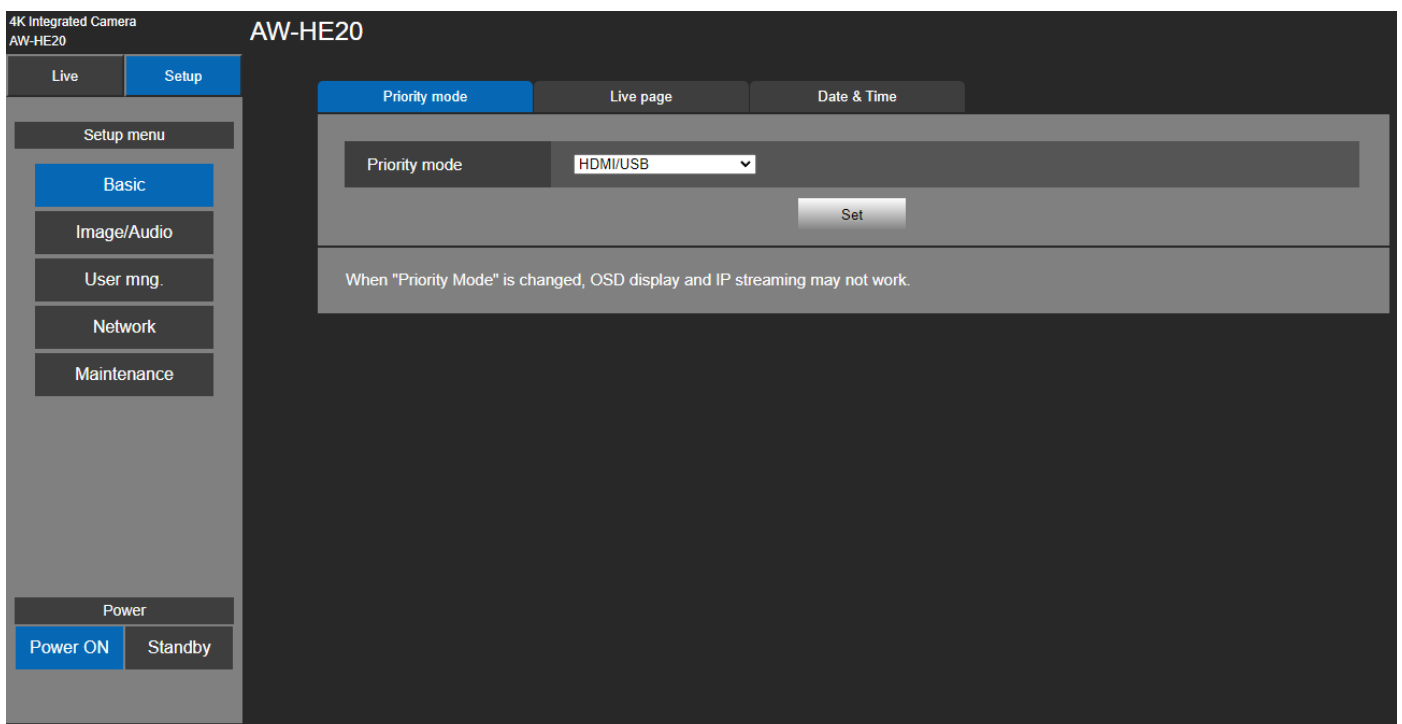 4K Integrated Camera
AW-HE20
AW-HE20
Live
Setup
Priority mode
Live page
Date & Time
Setup menu
Priority mode
HDMI/USB
Basic
Set
Image/Audio
User mng.
When "Priority Mode" is changed, OSD display and IP streaming may not work.
Network
Maintenance
Power
Power ON
Standby